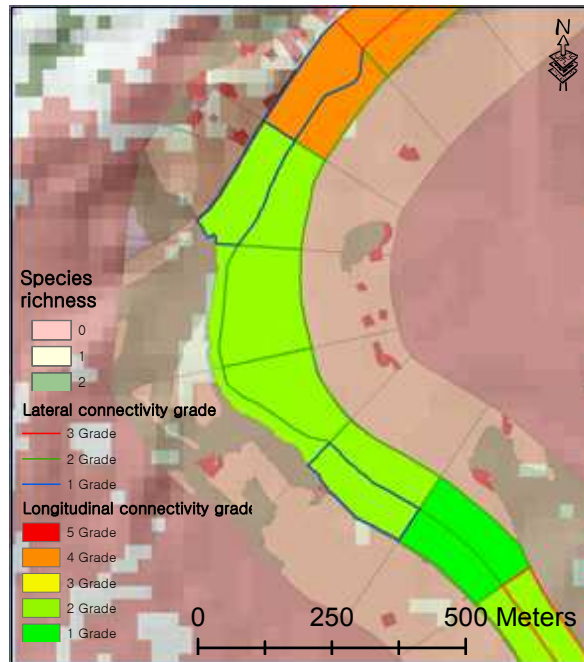 N
Species
richness
0
1
2
Lateral connectivity grade
3 Grade
2 Grade
1 Grade
Longitudinal connectivity grade
5 Grade
4 Grade
3 Grade
2 Grade
1 Grade
0 250 500 Meters